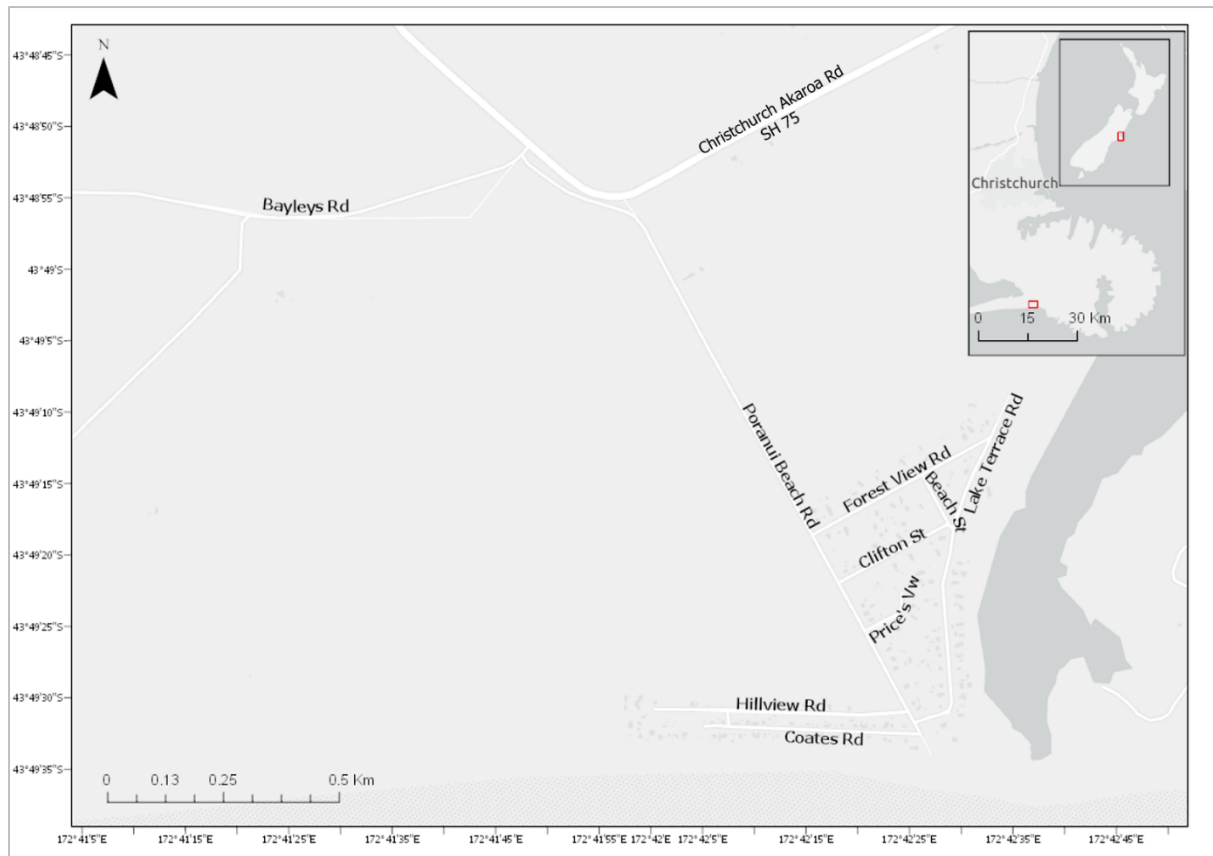 N
43°48'45"S
43°48'50"S
43°48'55"S
43°49'S
43°49'5"S
43°49'10"S
43°49'15"S
43°49'20"S
43°49'25"S
43°49'30"S
43°49'35"S
Christchurch Akaroa Rd
SH 75
Bayleys Rd
Christchurch
0 15 30 Km
Poranui Beach Rd
Forest View Rd
Beach St
Lake Terrace Rd
Clifton St
Price's Vw
Hillview Rd
Coates Rd
0 0.13 0.25 0.5 Km
172°41'5"E 172°41'15"E 172°41'25"E 172°41'35"E 172°41'45"E 172°41'55"E 172°42'E 172°42'5"E 172°42'15"E 172°42'25"E 172°42'35"E 172°42'45"E